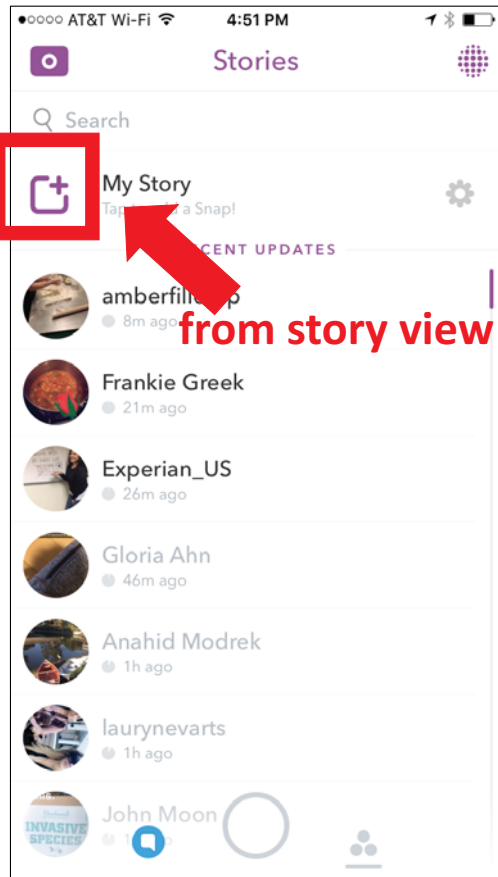 AT&T Wi-Fi 4:51 PM
Stories
Search
My Story
Tap a Snap!
CENT UPDATES
amberfill p
8m ago
from story view
Frankie Greek
21m ago
Experian_US
26m ago
Gloria Ahn
46m ago
Anahid Modrek
1h ago
laurynevarts
1h ago
John Moon
INVASIVE
SPECIES